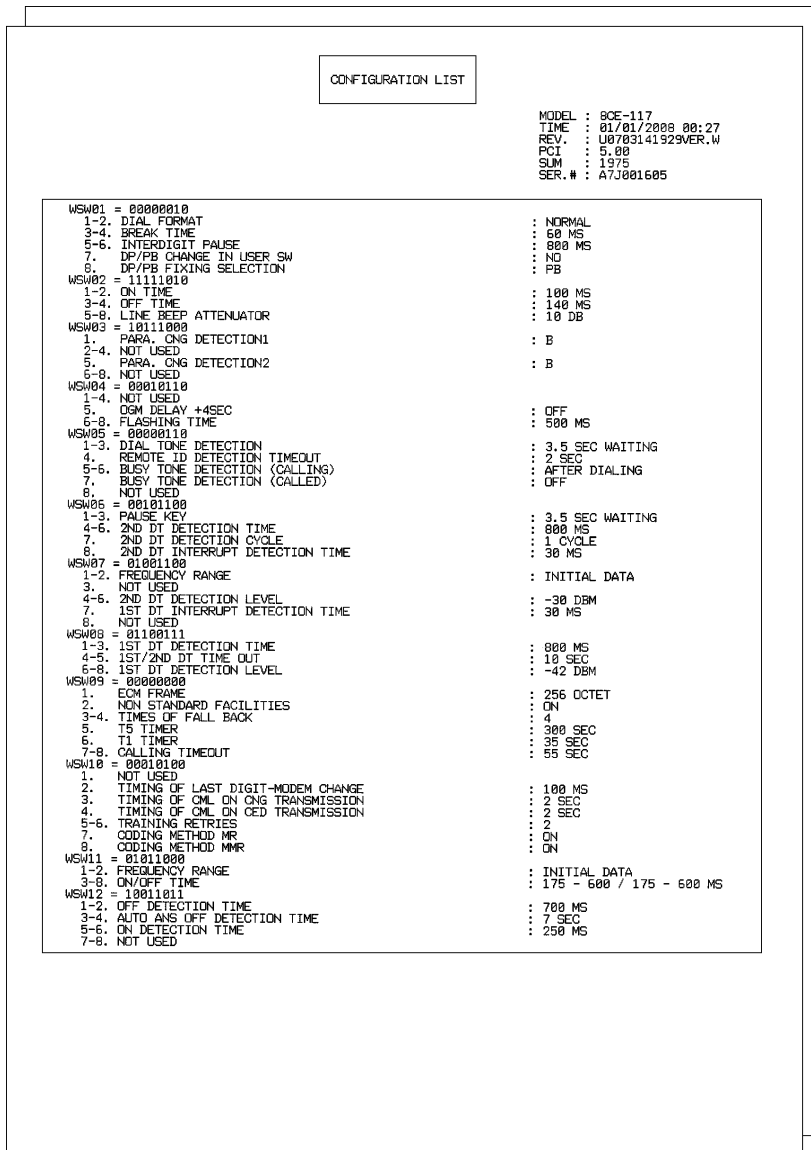 CONFIGURATION LIST
MODEL : 8CE-117
TIME : 01/01/2008 00:27
REV. : U0703141929VER.W
PCI : 5.00
SUM : 1975
SER.# : A7J001605
WSW01 = 00000010
1-2. DIAL FORMAT : NORMAL
3-4. BREAK TIME : 60 MS
5-6. INTERDIGIT PAUSE : 800 MS
7. DP/PB CHANGE IN USER SW : NO
8. DP/PB FIXING SELECTION : PB
WSW02 = 11111010
1-2. ON TIME : 100 MS
3-4. OFF TIME : 140 MS
5-8. LINE BEEP ATTENUATOR : 10 DB
WSW03 = 10111000
1. PARA. CNG DETECTION1 : B
2-4. NOT USED
5. PARA. CNG DETECTION2 : B
6-8. NOT USED
WSW04 = 00010110
1-4. NOT USED
5. OGM DELAY +4SEC : OFF
6-8. FLASHING TIME : 500 MS
WSW05 = 00000110
1-3. DIAL TONE DETECTION : 3.5 SEC WAITING
4. REMOTE ID DETECTION TIMEOUT : 2 SEC
5-6. BUSY TONE DETECTION (CALLING) : AFTER DIALING
7. BUSY TONE DETECTION (CALLED) : OFF
8. NOT USED
WSW06 = 00101100
1-3. PAUSE KEY : 3.5 SEC WAITING
4-6. 2ND DT DETECTION TIME : 800 MS
7. 2ND DT DETECTION CYCLE : 1 CYCLE
8. 2ND DT INTERRUPT DETECTION TIME : 30 MS
WSW07 = 01001100
1-2. FREQUENCY RANGE : INITIAL DATA
3. NOT USED
4-6. 2ND DT DETECTION LEVEL : -30 DBM
7. 1ST DT INTERRUPT DETECTION TIME : 30 MS
8. NOT USED
WSW08 = 01100111
1-3. 1ST DT DETECTION TIME : 800 MS
4-5. 1ST/2ND DT TIME OUT : 10 SEC
6-8. 1ST DT DETECTION LEVEL : -42 DBM
WSW09 = 00000000
1. ECM FRAME : 256 OCTET
2. NON STANDARD FACILITIES : ON
3-4. TIMES OF FALL BACK : 4
5. T5 TIMER : 300 SEC
6. T1 TIMER : 35 SEC
7-8. CALLING TIMEOUT : 55 SEC
WSW10 = 00010100
1. NOT USED
2. TIMING OF LAST DIGIT-MODEM CHANGE : 100 MS
3. TIMING OF CML ON CNG TRANSMISSION : 2 SEC
4. TIMING OF CML ON CED TRANSMISSION : 2 SEC
5-6. TRAINING RETRIES : 2
7. CODING METHOD MR : ON
8. CODING METHOD MMR : ON
WSW11 = 01011000
1-2. FREQUENCY RANGE : INITIAL DATA
3-8. ON/OFF TIME : 175 - 600 / 175 - 600 MS
WSW12 = 10011011
1-2. OFF DETECTION TIME : 700 MS
3-4. AUTO ANS OFF DETECTION TIME : 7 SEC
5-6. ON DETECTION TIME : 250 MS
7-8. NOT USED